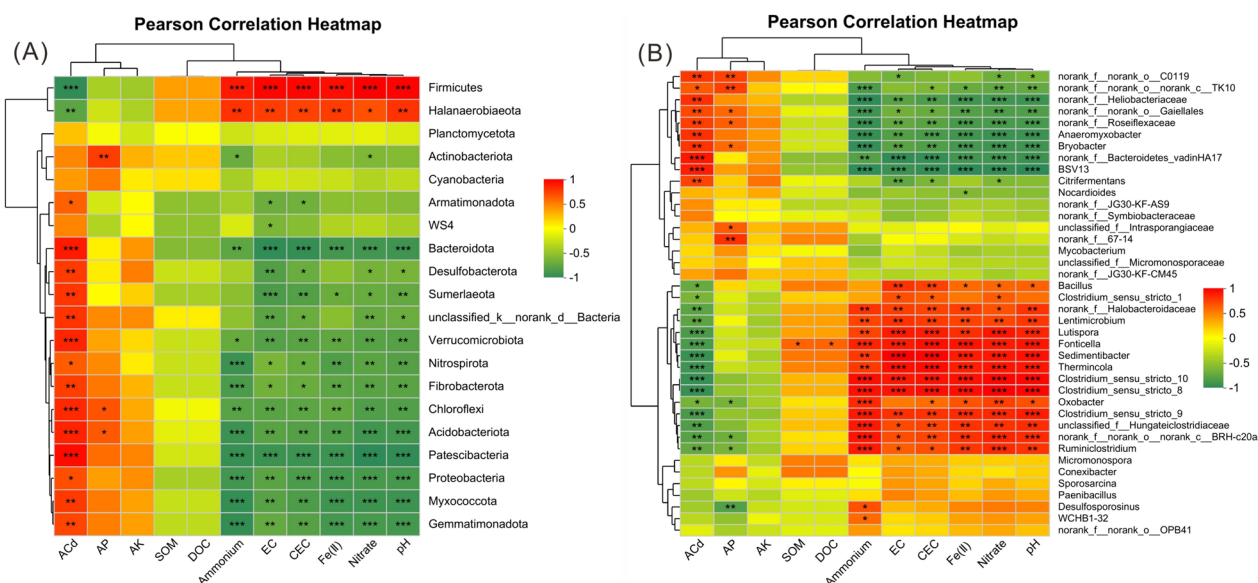 Pearson Correlation Heatmap
(A)
Firmicutes
*** *** *** *** *** *** ***
Halanaerobiaeota
** ** ** ** ** * **
Planctomycetota
Actinobacteriota
** * *
Cyanobacteria
Armatimonadota
* * *
WS4
*
Bacteroidota
*** ** *** *** *** *** ***
Desulfobacterota
** ** * * *
Sumerlaeota
** *** ** * * **
unclassified_k__norank_d__Bacteria
** ** * ** *
Verrucomicrobiota
*** * ** ** ** ** **
Nitrospirota
* *** * * ** ** **
Fibrobacterota
** *** * * ** ** **
Chloroflexi
*** * ** ** ** ** ** **
Acidobacteriota
*** * *** ** ** ** *** ***
Patescibacteria
*** *** *** *** *** *** ***
Proteobacteria
* *** ** *** *** *** ***
Myxococcota
** *** ** ** *** *** ***
Gemmatimonadota
** *** ** ** *** *** ***
ACd
AP
AK
SOM
DOC
Ammonium
EC
CEC
Fe(II)
Nitrate
pH
1
0.5
0
-0.5
-1
Pearson Correlation Heatmap
(B)
norank_f__norank_o__C0119
norank_f__norank_o__norank_c__TK10
norank_f__Heliobacteriaceae
norank_f__norank_o__Gaiellales
norank_f__Roseiflexaceae
Anaeromyxobacter
Bryobacter
norank_f__Bacteroidetes_vadinHA17
BSV13
Citrifermentans
Nocardioides
norank_f__JG30-KF-AS9
norank_f__Symbiobacteraceae
unclassified_f__Intrasporangiaceae
norank_f__67-14
Mycobacterium
unclassified_f__Micromonosporaceae
norank_f__JG30-KF-CM45
Bacillus
Clostridium_sensu_stricto_1
norank_f__Halobacteroidaceae
Lentimicrobium
Lutispora
Fonticella
Sedimentibacter
Thermincola
Clostridium_sensu_stricto_10
Clostridium_sensu_stricto_8
Oxobacter
Clostridium_sensu_stricto_9
unclassified_f__Hungateiclostridiaceae
norank_f__norank_o__norank_c__BRH-c20a
Ruminiclostridium
Micromonospora
Conexibacter
Sporosarcina
Paenibacillus
Desulfosporosinus
WCHB1-32
norank_f__norank_o__OPB41
ACd
AP
AK
SOM
DOC
Ammonium
EC
CEC
Fe(II)
Nitrate
pH
1
0.5
0
-0.5
-1